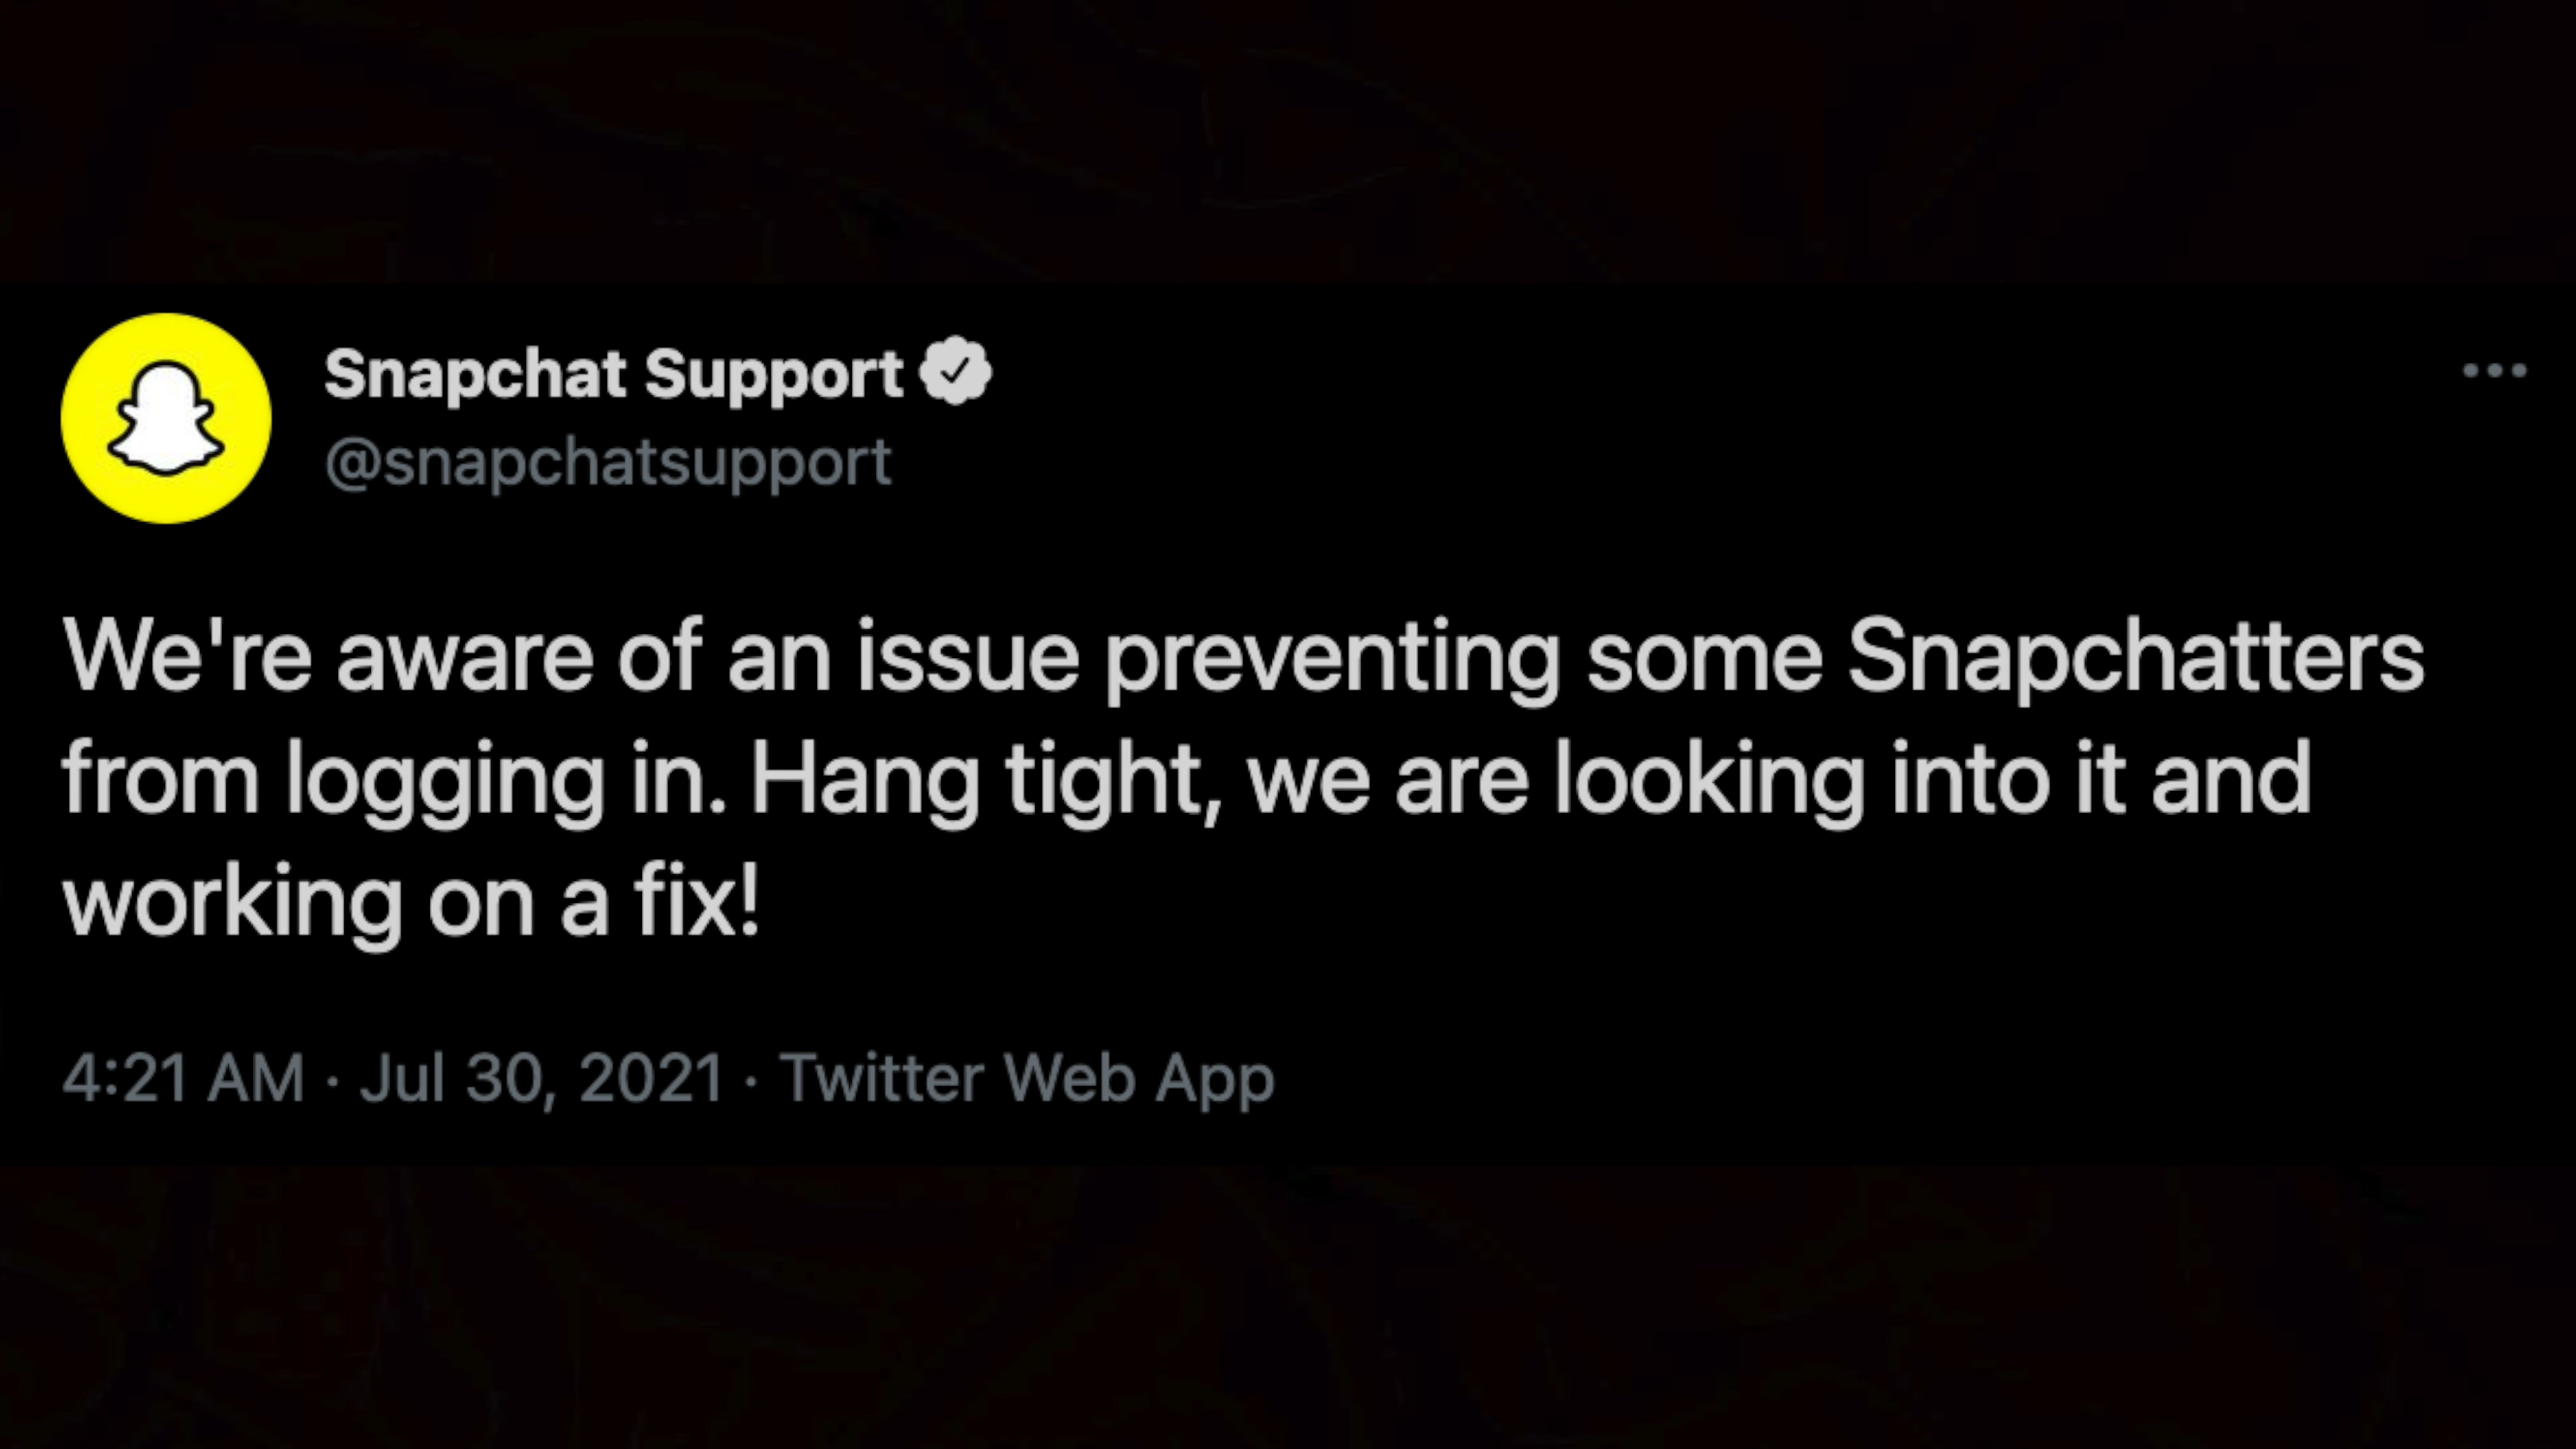 Snapchat Support
@snapchatsupport
We're aware of an issue preventing some Snapchatters
from logging in. Hang tight, we are looking into it and
working on a fix!
4:21 AM · Jul 30, 2021 · Twitter Web App